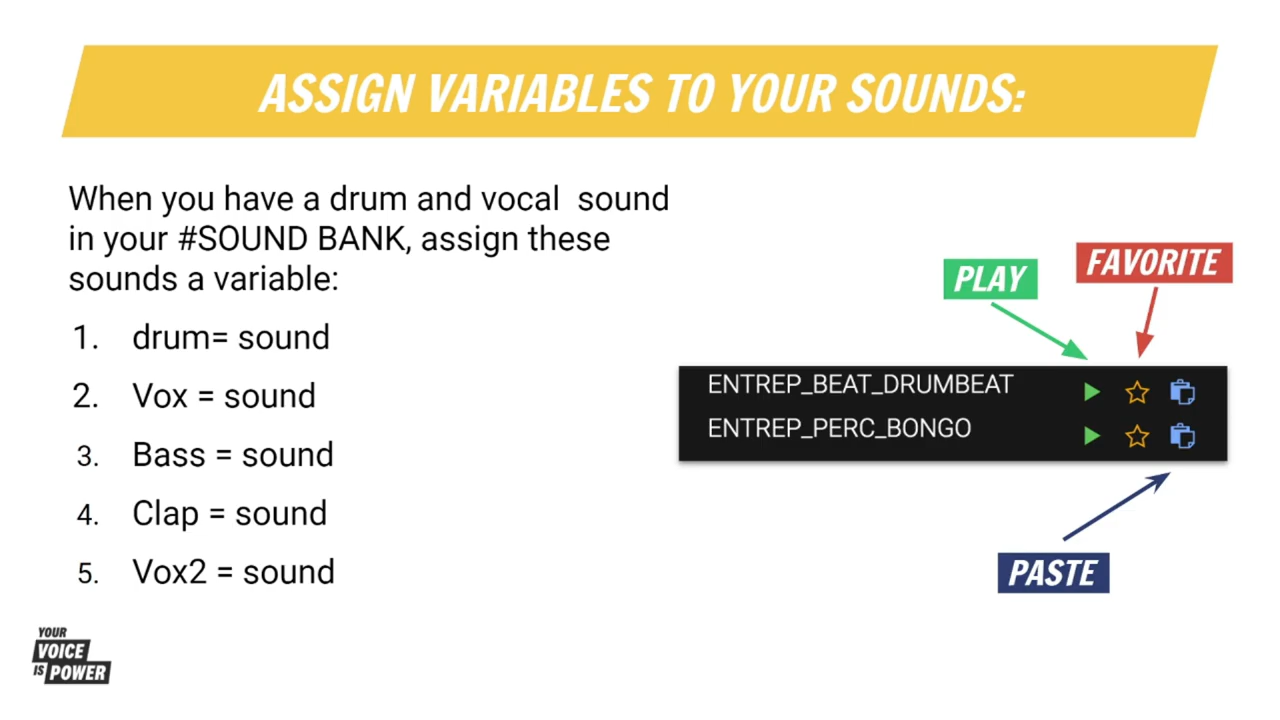 ASSIGN VARIABLES TO YOUR SOUNDS:
When you have a drum and vocal  sound
in your #SOUND BANK, assign these
sounds a variable:
1. drum= sound
2. Vox = sound
3. Bass = sound
4. Clap = sound
5. Vox2 = sound
PLAY
FAVORITE
ENTREP_BEAT_DRUMBEAT
ENTREP_PERC_BONGO
PASTE
YOUR
VOICE
IS POWER